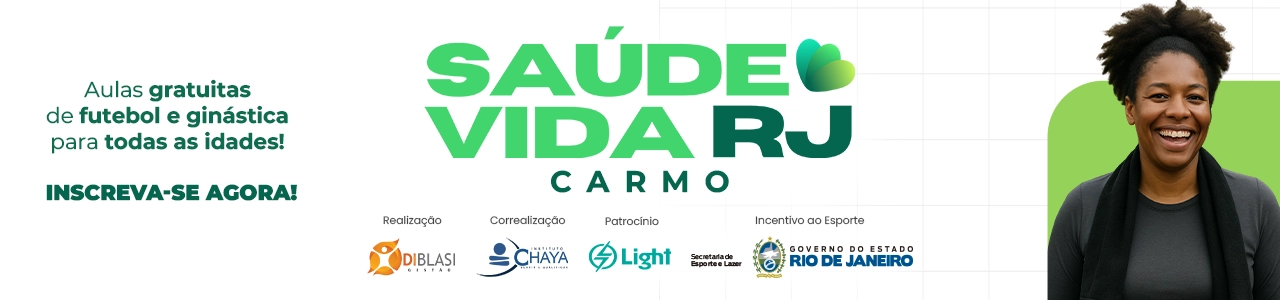 Aulas gratuitas
de futebol e ginástica
para todas as idades!
INSCREVA-SE AGORA!
SAÚDE
VIDA RJ
CARMO
Realização
DIBLASI
GESTÃO
Correalização
INSTITUTO
CHAYA
Patrocínio
Light
Secretaria de
Esporte e Lazer
Incentivo ao Esporte
GOVERNO DO ESTADO
RIO DE JANEIRO